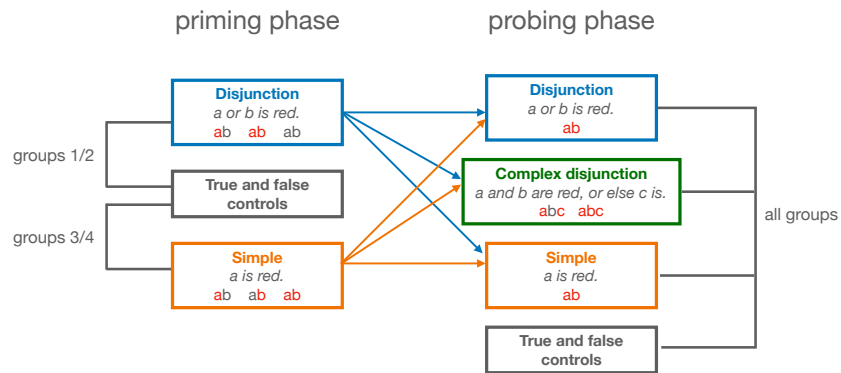 priming phase
probing phase
Disjunction
a or b is red.
ab ab ab
groups 1/2
True and false
controls
groups 3/4
Simple
a is red.
ab ab ab
Disjunction
a or b is red.
ab
Complex disjunction
a and b are red, or else c is.
abc abc
all groups
Simple
a is red.
ab
True and false
controls